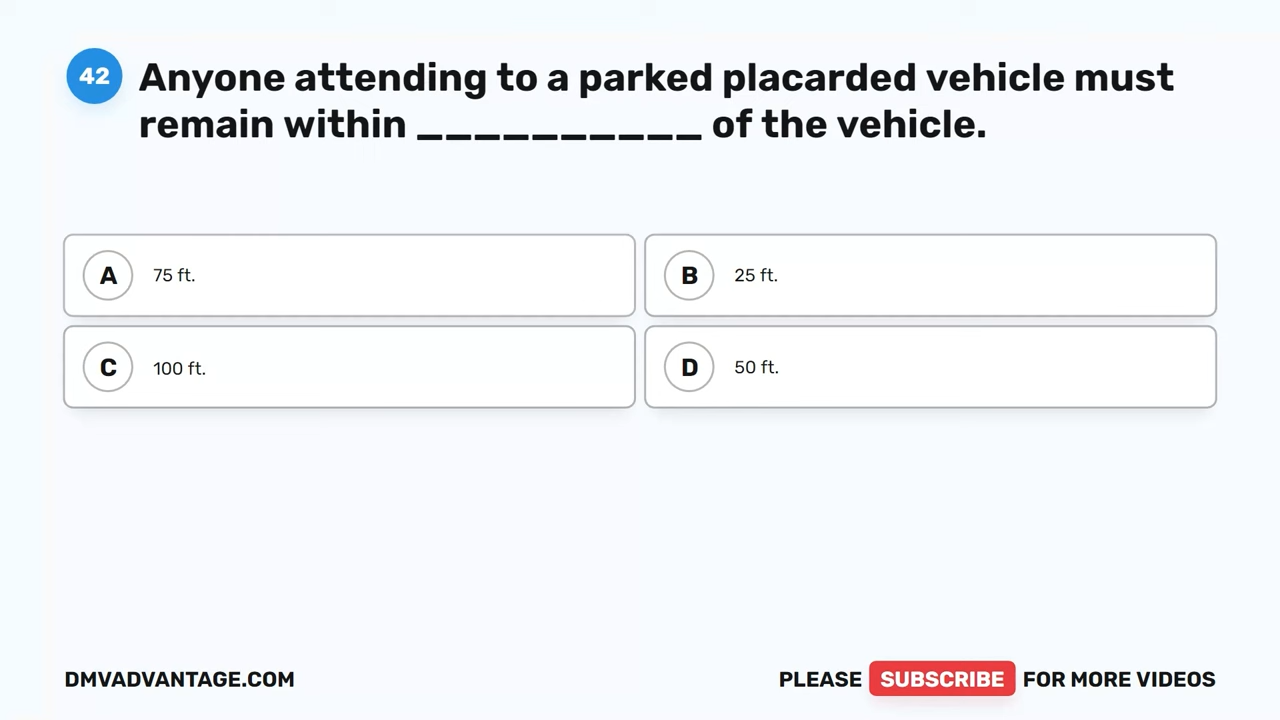 42
Anyone attending to a parked placarded vehicle must
remain within __________ of the vehicle.
A 75 ft.
B 25 ft.
C 100 ft.
D 50 ft.
DMVADVANTAGE.COM
PLEASE SUBSCRIBE FOR MORE VIDEOS